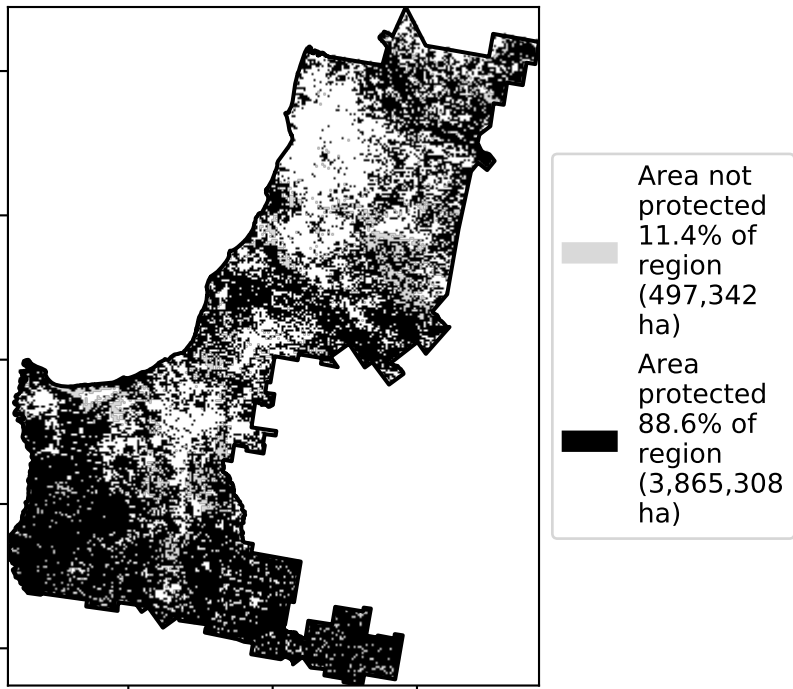 Area not
protected
11.4% of
region
(497,342
ha)
Area
protected
88.6% of
region
(3,865,308
ha)